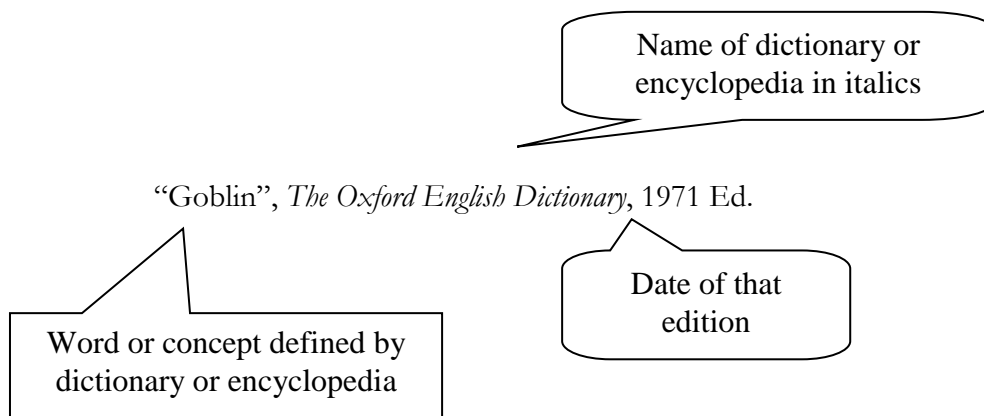 Name of dictionary or
encyclopedia in italics
“Goblin”, The Oxford English Dictionary, 1971 Ed.
Date of that
edition
Word or concept defined by
dictionary or encyclopedia